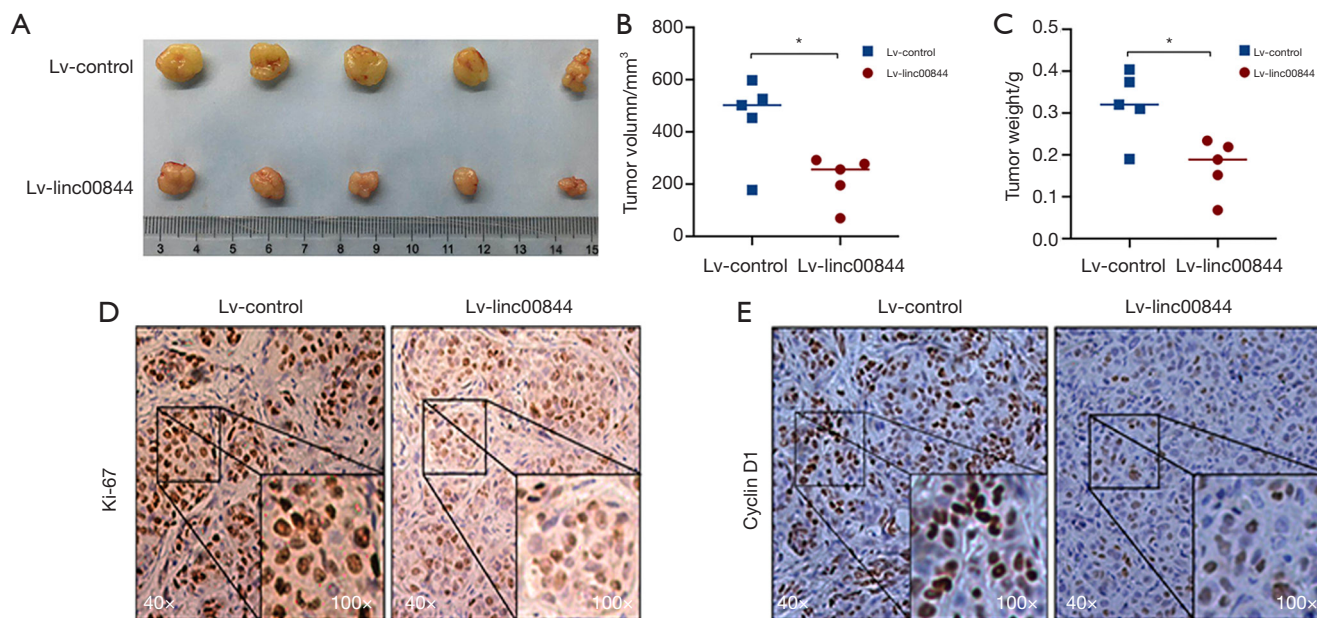 A
Lv-control
Lv-linc00844
3 4 5 6 7 8 9 10 11 12 13 14 15
B
800
600
400
200
0
Tumor volumn/mm³
*
Lv-control
Lv-linc00844
Lv-control Lv-linc00844
C
0.5
0.4
0.3
0.2
0.1
0.0
Tumor weight/g
*
Lv-control
Lv-linc00844
Lv-control Lv-linc00844
D
Lv-control Lv-linc00844
Ki-67
40× 100× 40× 100×
E
Lv-control Lv-linc00844
Cyclin D1
40× 100× 40× 100×